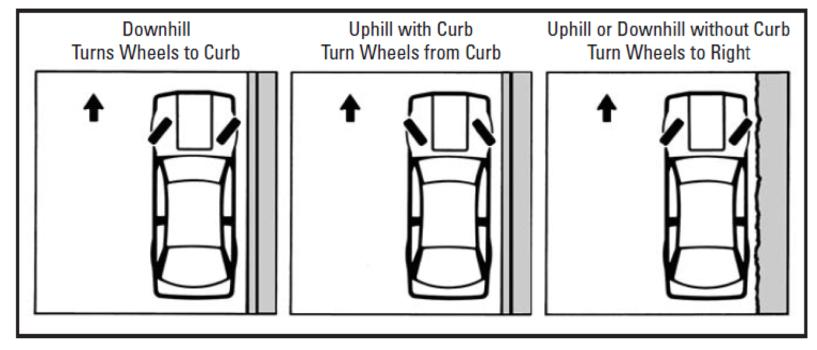 Downhill
Turns Wheels to Curb
Uphill with Curb
Turn Wheels from Curb
Uphill or Downhill without Curb
Turn Wheels to Right